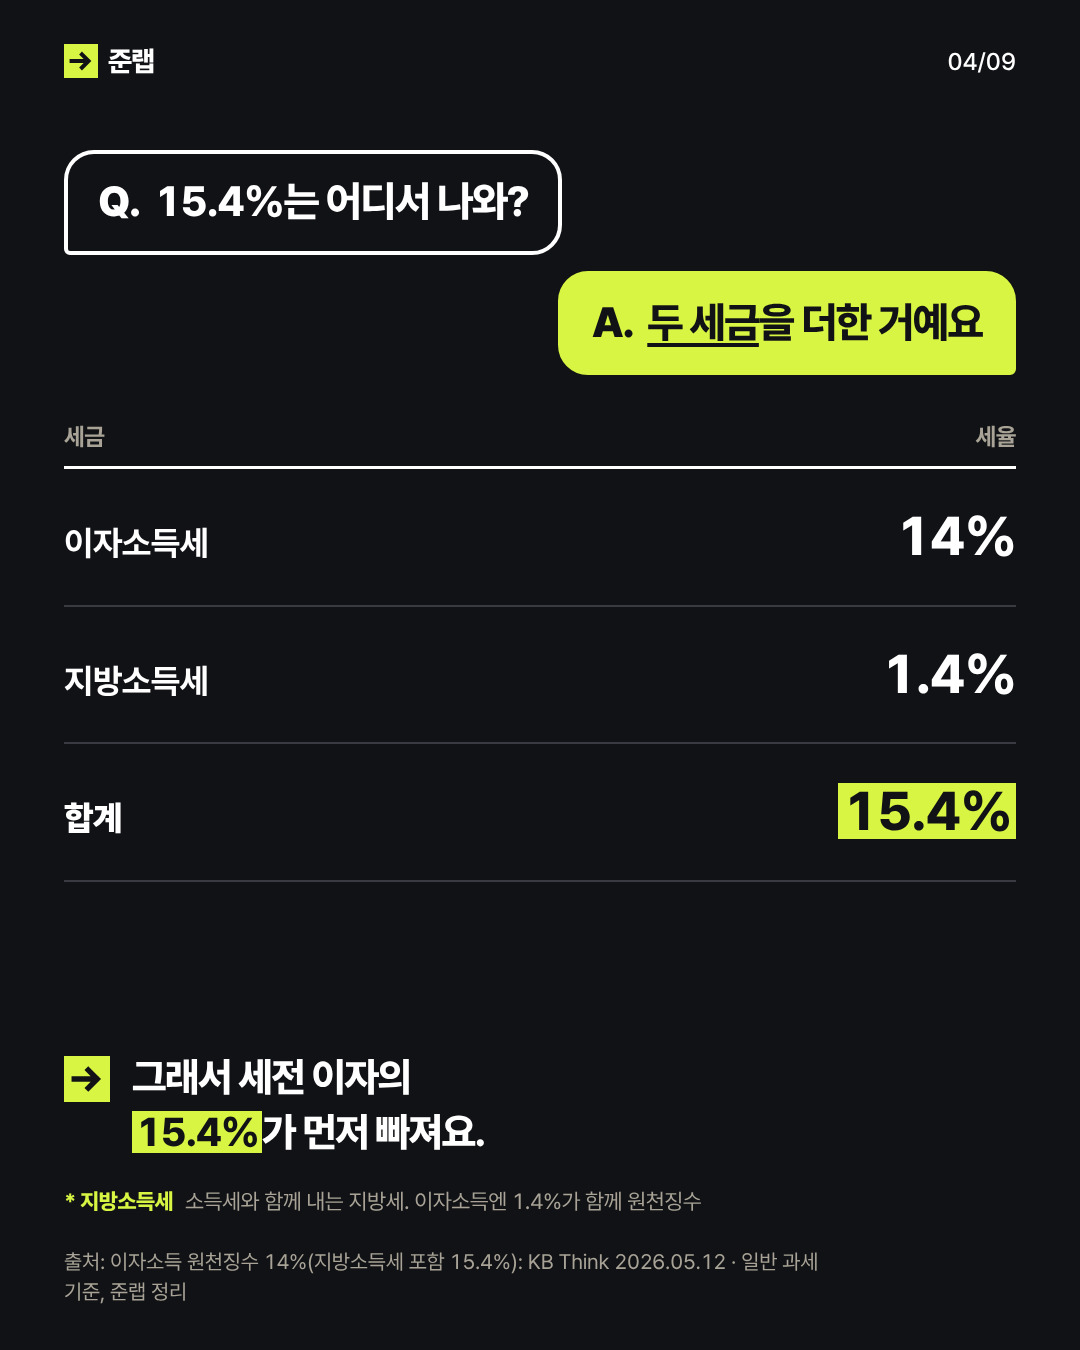 준랩
04/09
Q. 15.4%는 어디서 나와?
A. 두 세금을 더한 거예요
세금 세율
이자소득세 14%
지방소득세 1.4%
합계 15.4%
그래서 세전 이자의
15.4%가 먼저 빠져요.
* 지방소득세 소득세와 함께 내는 지방세. 이자소득엔 1.4%가 함께 원천징수
출처: 이자소득 원천징수 14%(지방소득세 포함 15.4%): KB Think 2026.05.12 · 일반 과세
기준, 준랩 정리